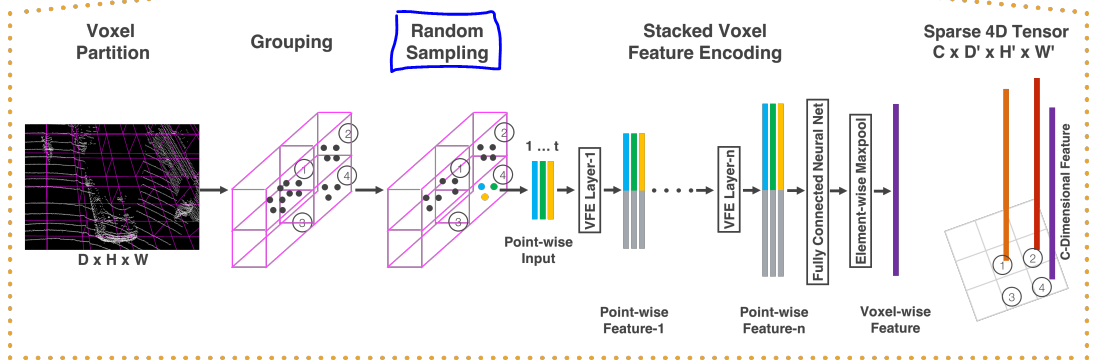 Voxel
Partition
Grouping
Random
Sampling
Stacked Voxel
Feature Encoding
Sparse 4D Tensor
C x D' x H' x W'
D x H x W
1
2
3
4
1
2
3
4
1 ... t
Point-wise
Input
VFE Layer-1
Point-wise
Feature-1
VFE Layer-n
Point-wise
Feature-n
Fully Connected Neural Net
Element-wise Maxpool
Voxel-wise
Feature
C-Dimensional Feature
1
2
3
4